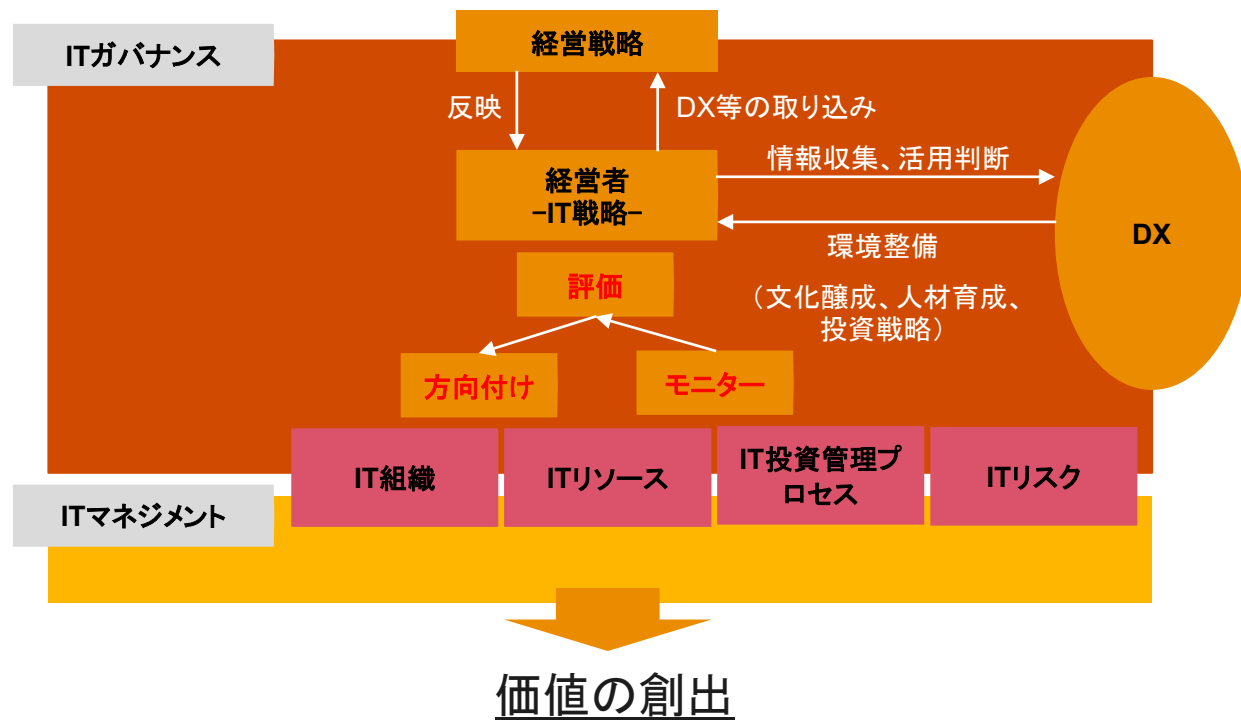 経営戦略
ITガバナンス
反映
DX等の取り込み
情報収集、活用判断
経営者
-IT戦略-
DX
環境整備
評価
（文化醸成、人材育成、
投資戦略）
方向付け
モニター
IT組織
ITリソース
IT投資管理プ
ロセス
ITリスク
ITマネジメント
価値の創出